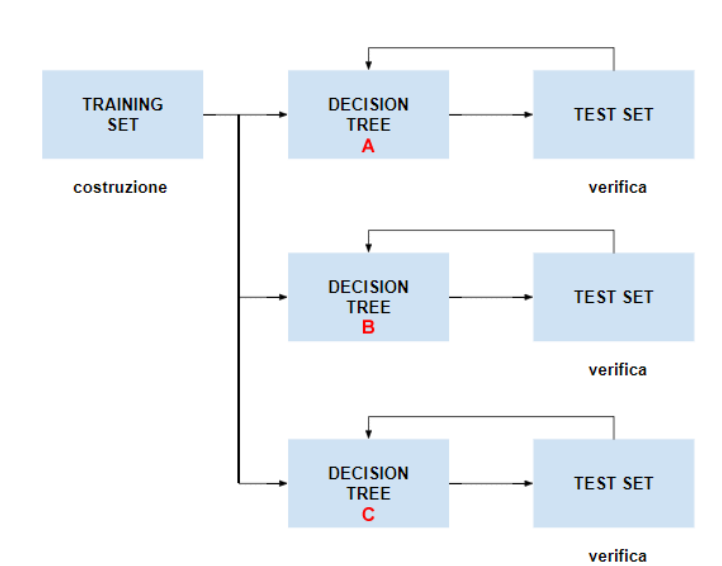 TRAINING
SET
costruzione
DECISION
TREE
A
TEST SET
verifica
DECISION
TREE
B
TEST SET
verifica
DECISION
TREE
C
TEST SET
verifica